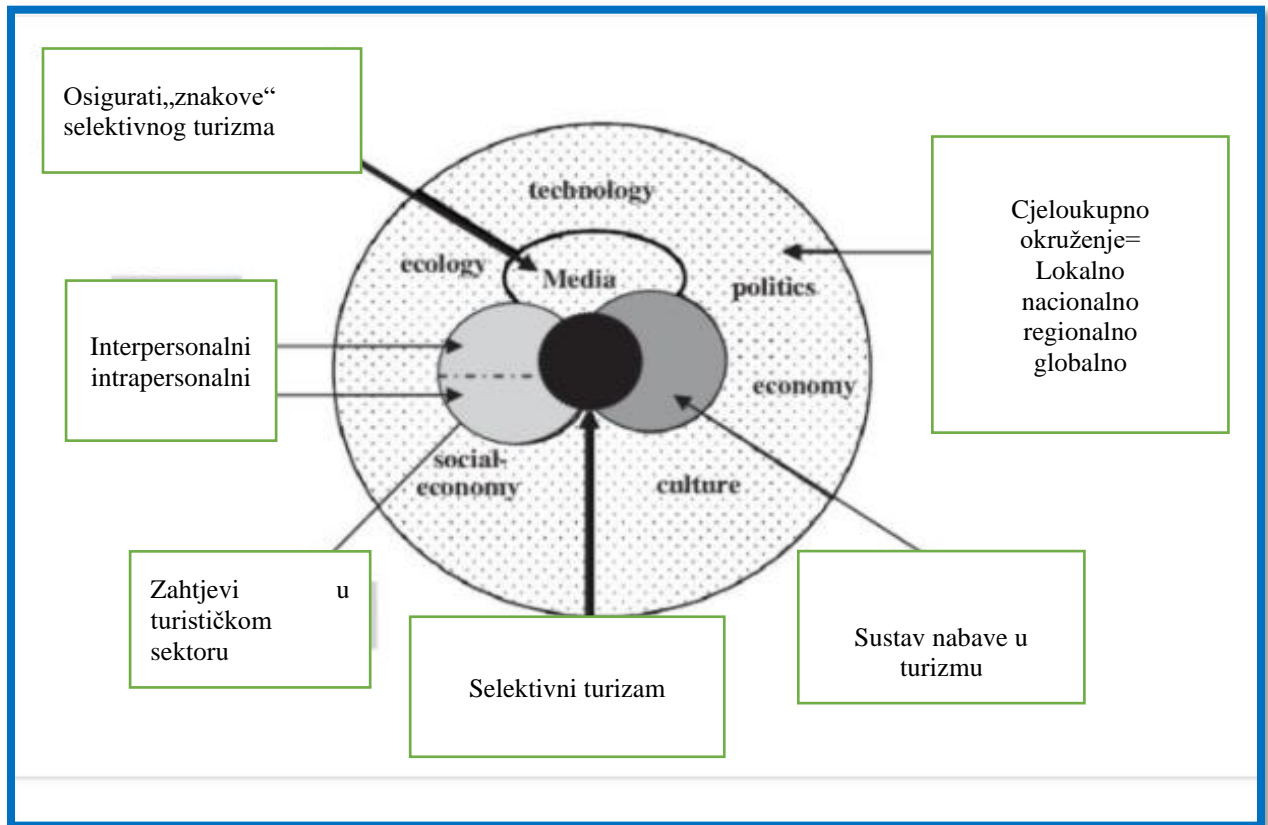 Osigurati„znakove“
selektivnog turizma
technology
ecology
Media
politics
economy
social-
economy
culture
Cjeloukupno
okruženje=
Lokalno
nacionalno
regionalno
globalno
Interpersonalni
intrapersonalni
Zahtjevi u
turističkom
sektoru
Selektivni turizam
Sustav nabave u
turizmu